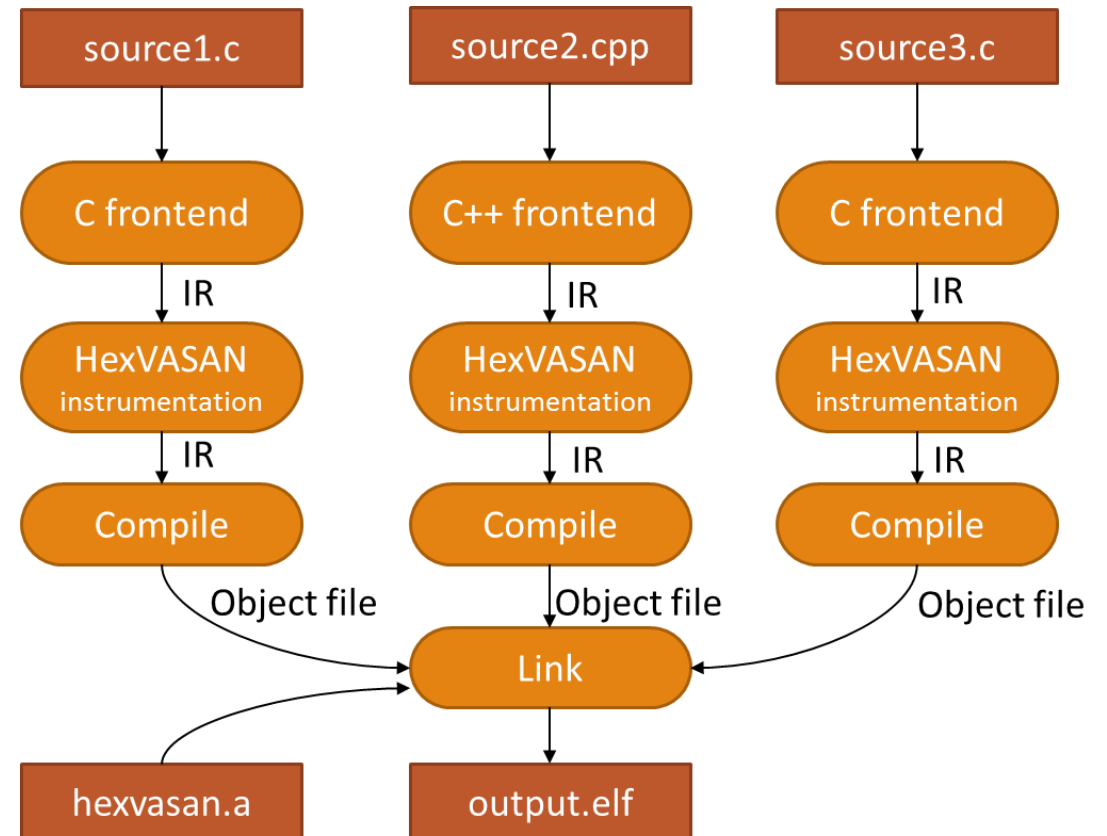 source1.c
source2.cpp
source3.c
C frontend
C++ frontend
C frontend
IR
IR
IR
HexVASAN
instrumentation
HexVASAN
instrumentation
HexVASAN
instrumentation
IR
IR
IR
Compile
Compile
Compile
Object file
Object file
Object file
Link
hexvasan.a
output.elf